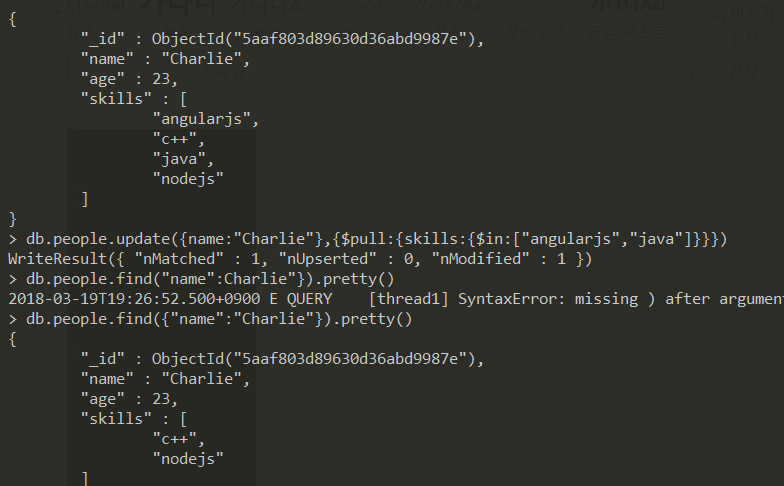 {
"_id" : ObjectId("5aaf803d89630d36abd9987e"),
"name" : "Charlie",
"age" : 23,
"skills" : [
"angularjs",
"c++",
"java",
"nodejs"
]
}
> db.people.update({name:"Charlie"},{$pull:{skills:{$in:["angularjs","java"]}}})
WriteResult({ "nMatched" : 1, "nUpserted" : 0, "nModified" : 1 })
> db.people.find("name":Charlie"}).pretty()
2018-03-19T19:26:52.500+0900 E QUERY    [thread1] SyntaxError: missing ) after argumen
> db.people.find({"name":"Charlie"}).pretty()
{
"_id" : ObjectId("5aaf803d89630d36abd9987e"),
"name" : "Charlie",
"age" : 23,
"skills" : [
"c++",
"nodejs"
]